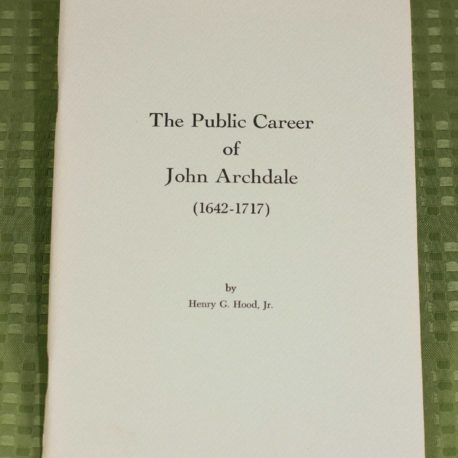 The Public Career
of
John Archdale
(1642-1717)
by
Henry G. Hood, Jr.